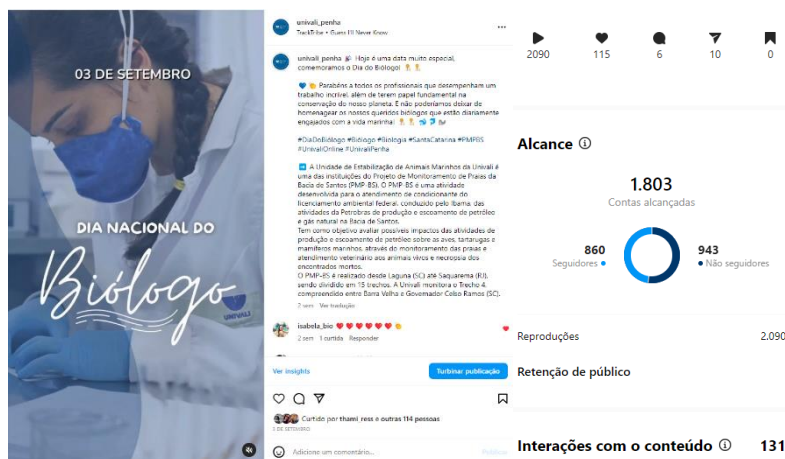 03 DE SETEMBRO
DIA NACIONAL DO
Biólogo
UNIVALI
univali_penha
TrackTribe • Guess I'll Never Know
univali_penha 🎉 Hoje é uma data muito especial,
comemoramos o Dia do Biólogo!
💙 👏 Parabéns a todos os profissionais que desempenham um
trabalho incrível, além de terem papel fundamental na
conservação do nosso planeta. E não poderíamos deixar de
homenagear os nossos queridos biólogos que estão diariamente
engajados com a vida marinha!
#DiaDoBiólogo #Biólogo #Biologia #SantaCatarina #PMPBS
#UnivaliOnline #UnivaliPenha
➡️ A Unidade de Estabilização de Animais Marinhos da Univali é
uma das instituições do Projeto de Monitoramento de Praias da
Bacia de Santos (PMP-BS). O PMP-BS é uma atividade
desenvolvida para o atendimento de condicionante do
licenciamento ambiental federal, conduzido pelo Ibama, das
atividades da Petrobras de produção e escoamento de petróleo
e gás natural na Bacia de Santos.
Tem como objetivo avaliar possíveis impactos das atividades de
produção e escoamento de petróleo sobre as aves, tartarugas e
mamíferos marinhos, através do monitoramento das praias e
atendimento veterinário aos animais vivos e necropsia dos
encontrados mortos.
O PMP-BS é realizado desde Laguna (SC) até Saquarema (RJ),
sendo dividido em 15 trechos. A Univali monitora o Trecho 4,
compreendido entre Barra Velha e Governador Celso Ramos (SC).
2 sem Ver tradução
isabela_bio ❤️❤️❤️❤️❤️❤️👏
2 sem 1 curtida Responder
Ver insights
Turbinar publicação
Curtido por thami_ress e outras 114 pessoas
3 DE SETEMBRO
Adicione um comentário...
Publicar
2090 115 6 10 0
Alcance
1.803
Contas alcançadas
860
Seguidores
943
Não seguidores
Reproduções 2.090
Retenção de público
Interações com o conteúdo 131